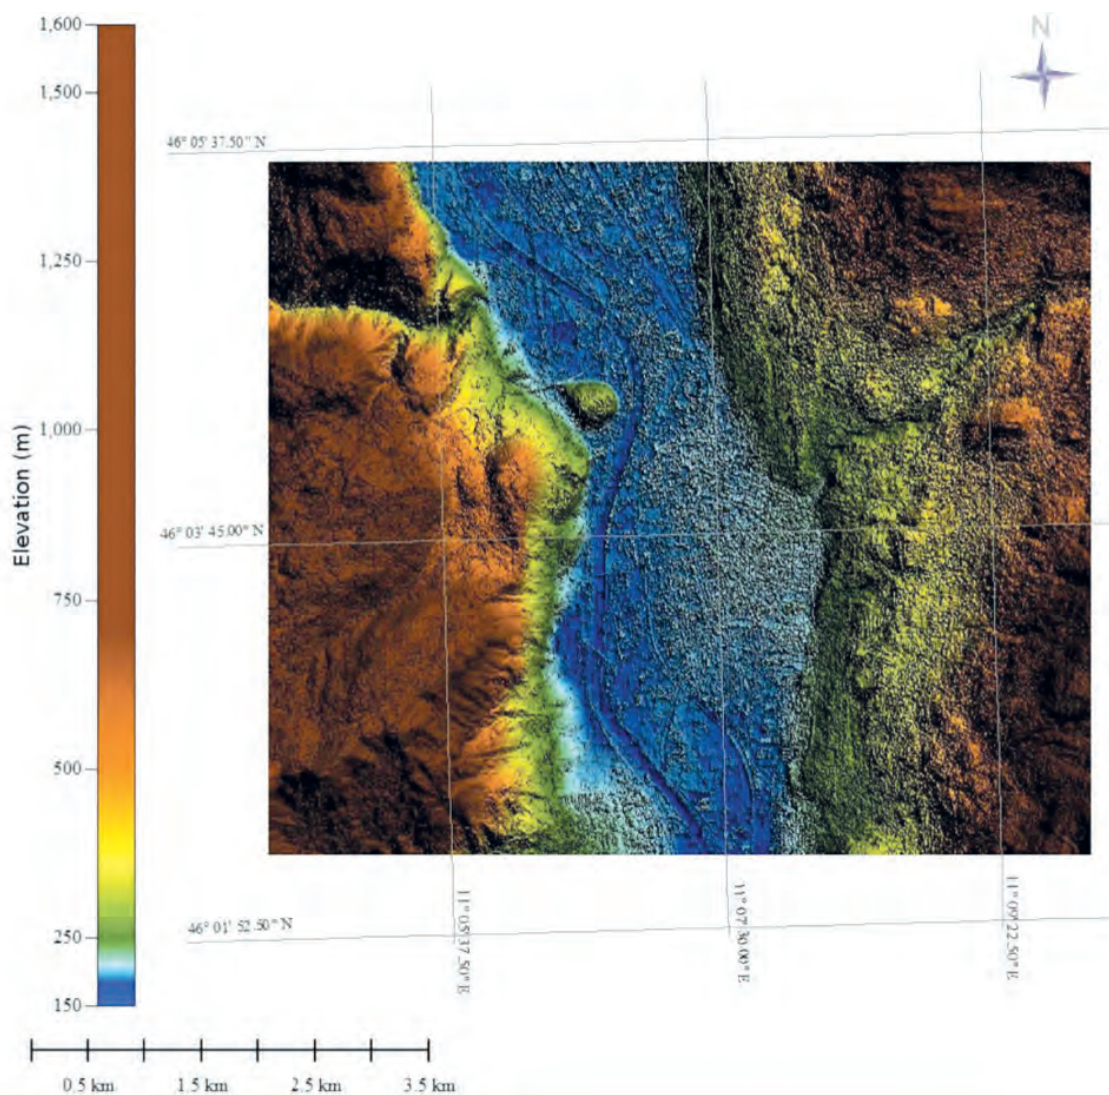 1,600
N
1,500
46° 05' 37.50" N
1,250
1,000
Elevation (m)
46° 03' 45.00" N
750
500
250
46° 01' 52.50" N
11° 05' 37.50" E
11° 07' 30.00" E
11° 09' 22.50" E
150
0.5 km 1.5 km 2.5 km 3.5 km